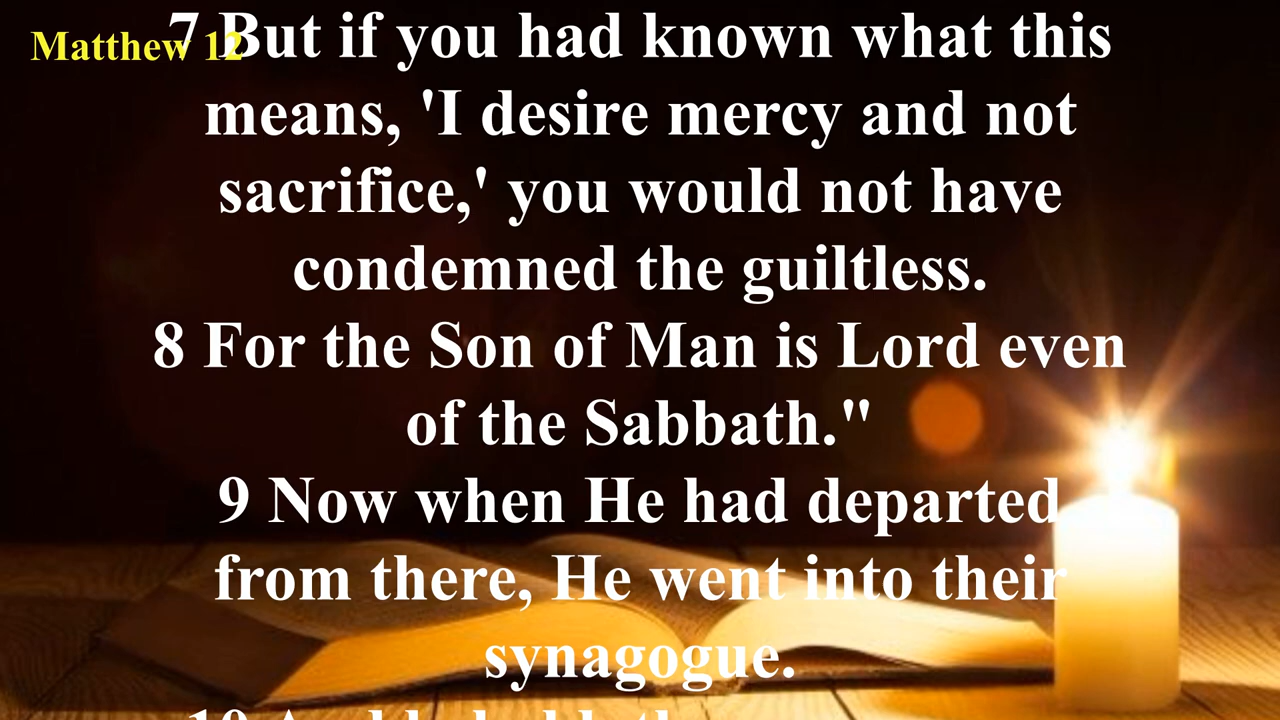 Matthew 12
7 But if you had known what this
means, 'I desire mercy and not
sacrifice,' you would not have
condemned the guiltless.
8 For the Son of Man is Lord even
of the Sabbath."
9 Now when He had departed
from there, He went into their
synagogue.